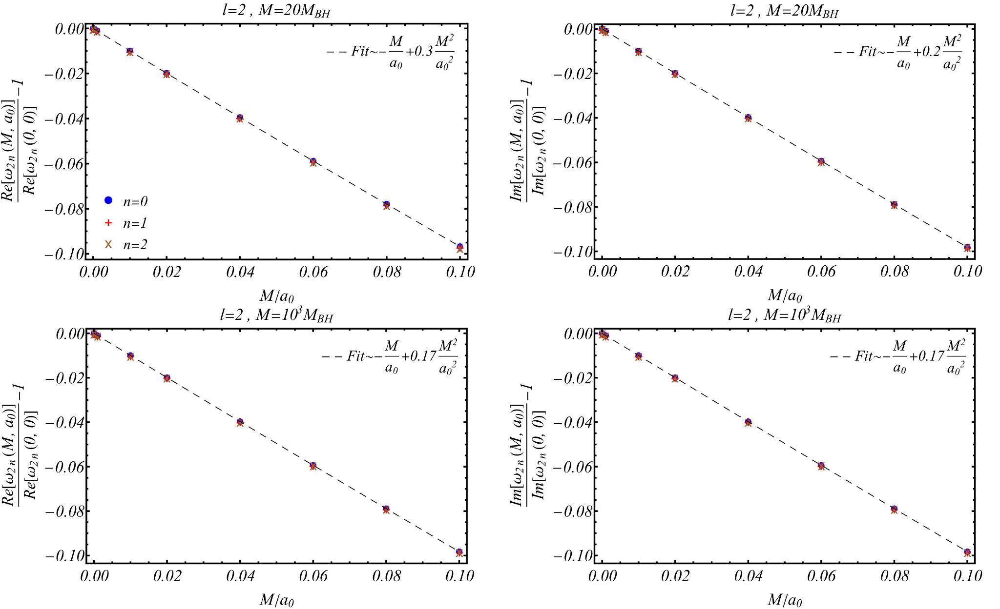 l=2 , M=20M_BH
0.00
−0.02
−0.04
−0.06
−0.08
−0.10
Re[ω_2n(M, a_0)]/Re[ω_2n(0, 0)] −1
−− Fit~−M/a_0+0.3M^2/a_0^2
n=0
n=1
n=2
0.00 0.02 0.04 0.06 0.08 0.10
M/a_0
l=2 , M=20M_BH
0.00
−0.02
−0.04
−0.06
−0.08
−0.10
Im[ω_2n(M, a_0)]/Im[ω_2n(0, 0)] −1
−− Fit~−M/a_0+0.2M^2/a_0^2
0.00 0.02 0.04 0.06 0.08 0.10
M/a_0
l=2 , M=10^3M_BH
0.00
−0.02
−0.04
−0.06
−0.08
−0.10
Re[ω_2n(M, a_0)]/Re[ω_2n(0, 0)] −1
−− Fit~−M/a_0+0.17M^2/a_0^2
0.00 0.02 0.04 0.06 0.08 0.10
M/a_0
l=2 , M=10^3M_BH
0.00
−0.02
−0.04
−0.06
−0.08
−0.10
Im[ω_2n(M, a_0)]/Im[ω_2n(0, 0)] −1
−− Fit~−M/a_0+0.17M^2/a_0^2
0.00 0.02 0.04 0.06 0.08 0.10
M/a_0